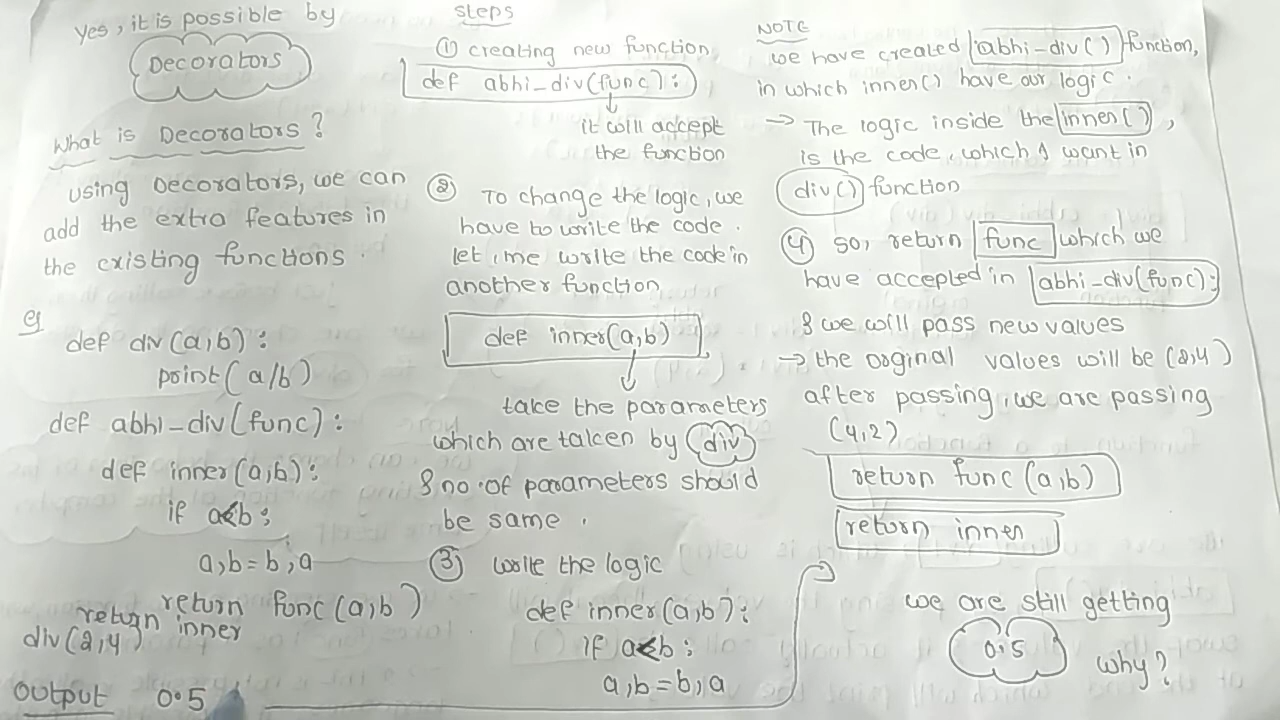 Yes, it is possible by
Decorators
What is Decorators?
using Decorators, we can
add the extra features in
the existing functions.
eg
def div(a,b):
print(a/b)
def abhi-div(func):
def inner(a,b):
if a<b:
a,b=b,a
return func(a,b)
return inner
div(2,4)
output 0.5
steps
① creating new function
def abhi-div(func):
it will accept
the function
② To change the logic, we
have to write the code.
let, me write the code in
another function
def inner(a,b)
take the parameters
which are taken by div
& no. of parameters should
be same.
③ write the logic
def inner(a,b):
if a<b:
a,b=b,a
NOTE
we have created abhi-div() function,
in which inner() have our logic.
→ The logic inside the inner(),
is the code, which I want in
div() function
④ so, return func which we
have accepted in abhi-div(func):
& we will pass new values
→ the orginal values will be (2,4)
after passing, we are passing
(4,2)
return func(a,b)
return inner
we are still getting
0.5
why?